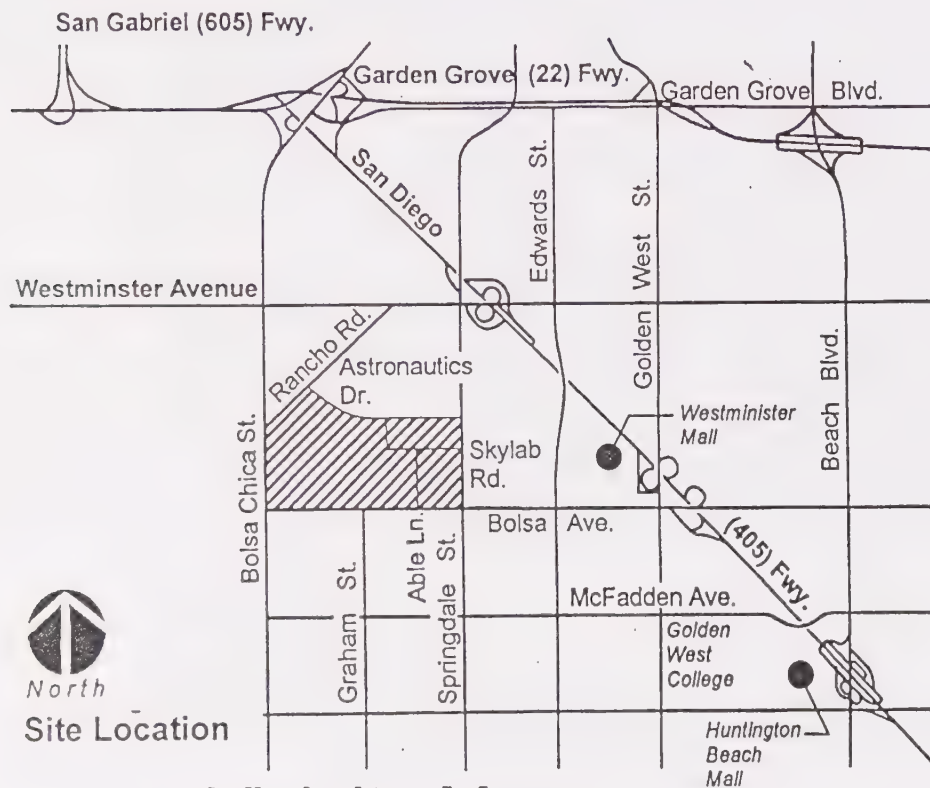 San Gabriel (605) Fwy.
Garden Grove (22) Fwy.
Garden Grove Blvd.
San Diego
Edwards St.
Golden West St.
Westminster Avenue
Rancho Rd.
Astronautics
Dr.
Westminister
Mall
Beach Blvd.
Bolsa Chica St.
Skylab
Rd.
Bolsa Ave.
(405) Fwy.
Graham St.
Able Ln.
Springdale St.
McFadden Ave.
Golden
West
College
North
Site Location
Huntington
Beach
Mall